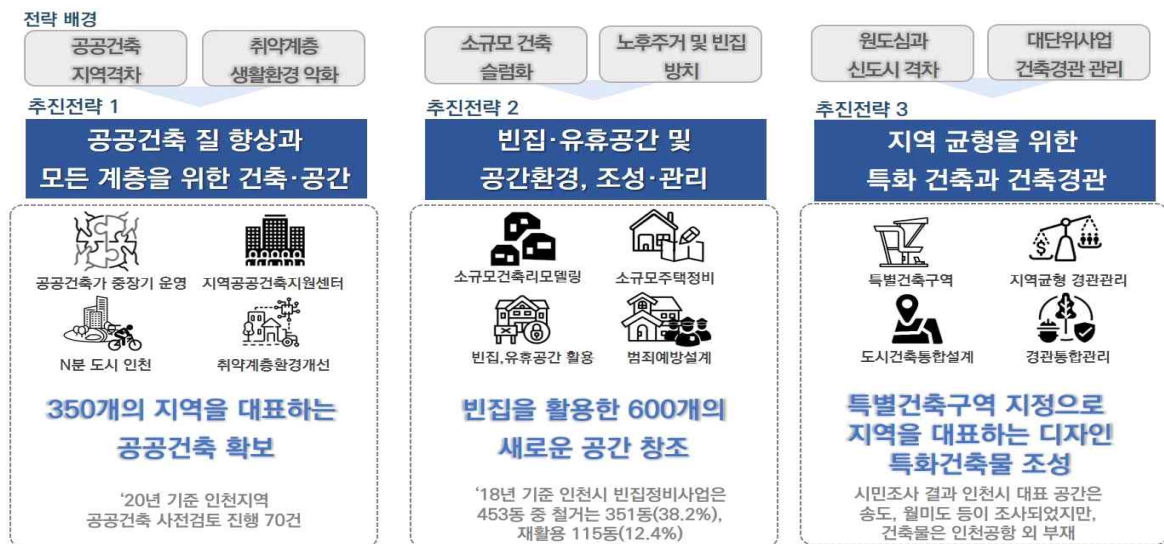 전략 배경
공공건축
지역격차
취약계층
생활환경 악화
추진전략 1
공공건축 질 향상과
모든 계층을 위한 건축·공간
공공건축가 중장기 운영
지역공공건축지원센터
N분 도시 인천
취약계층환경개선
350개의 지역을 대표하는
공공건축 확보
‘20년 기준 인천지역
공공건축 사전검토 진행 70건
소규모 건축
슬럼화
노후주거 및 빈집
방치
추진전략 2
빈집·유휴공간 및
공간환경, 조성·관리
소규모건축리모델링
소규모주택정비
빈집,유휴공간 활용
범죄예방설계
빈집을 활용한 600개의
새로운 공간 창조
‘18년 기준 인천시 빈집정비사업은
453동 중 철거는 351동(38.2%),
재활용 115동(12.4%)
원도심과
신도시 격차
대단위사업
건축경관 관리
추진전략 3
지역 균형을 위한
특화 건축과 건축경관
특별건축구역
지역균형 경관관리
도시건축통합설계
경관통합관리
특별건축구역 지정으로
지역을 대표하는 디자인
특화건축물 조성
시민조사 결과 인천시 대표 공간은
송도, 월미도 등이 조사되었지만,
건축물은 인천공항 외 부재